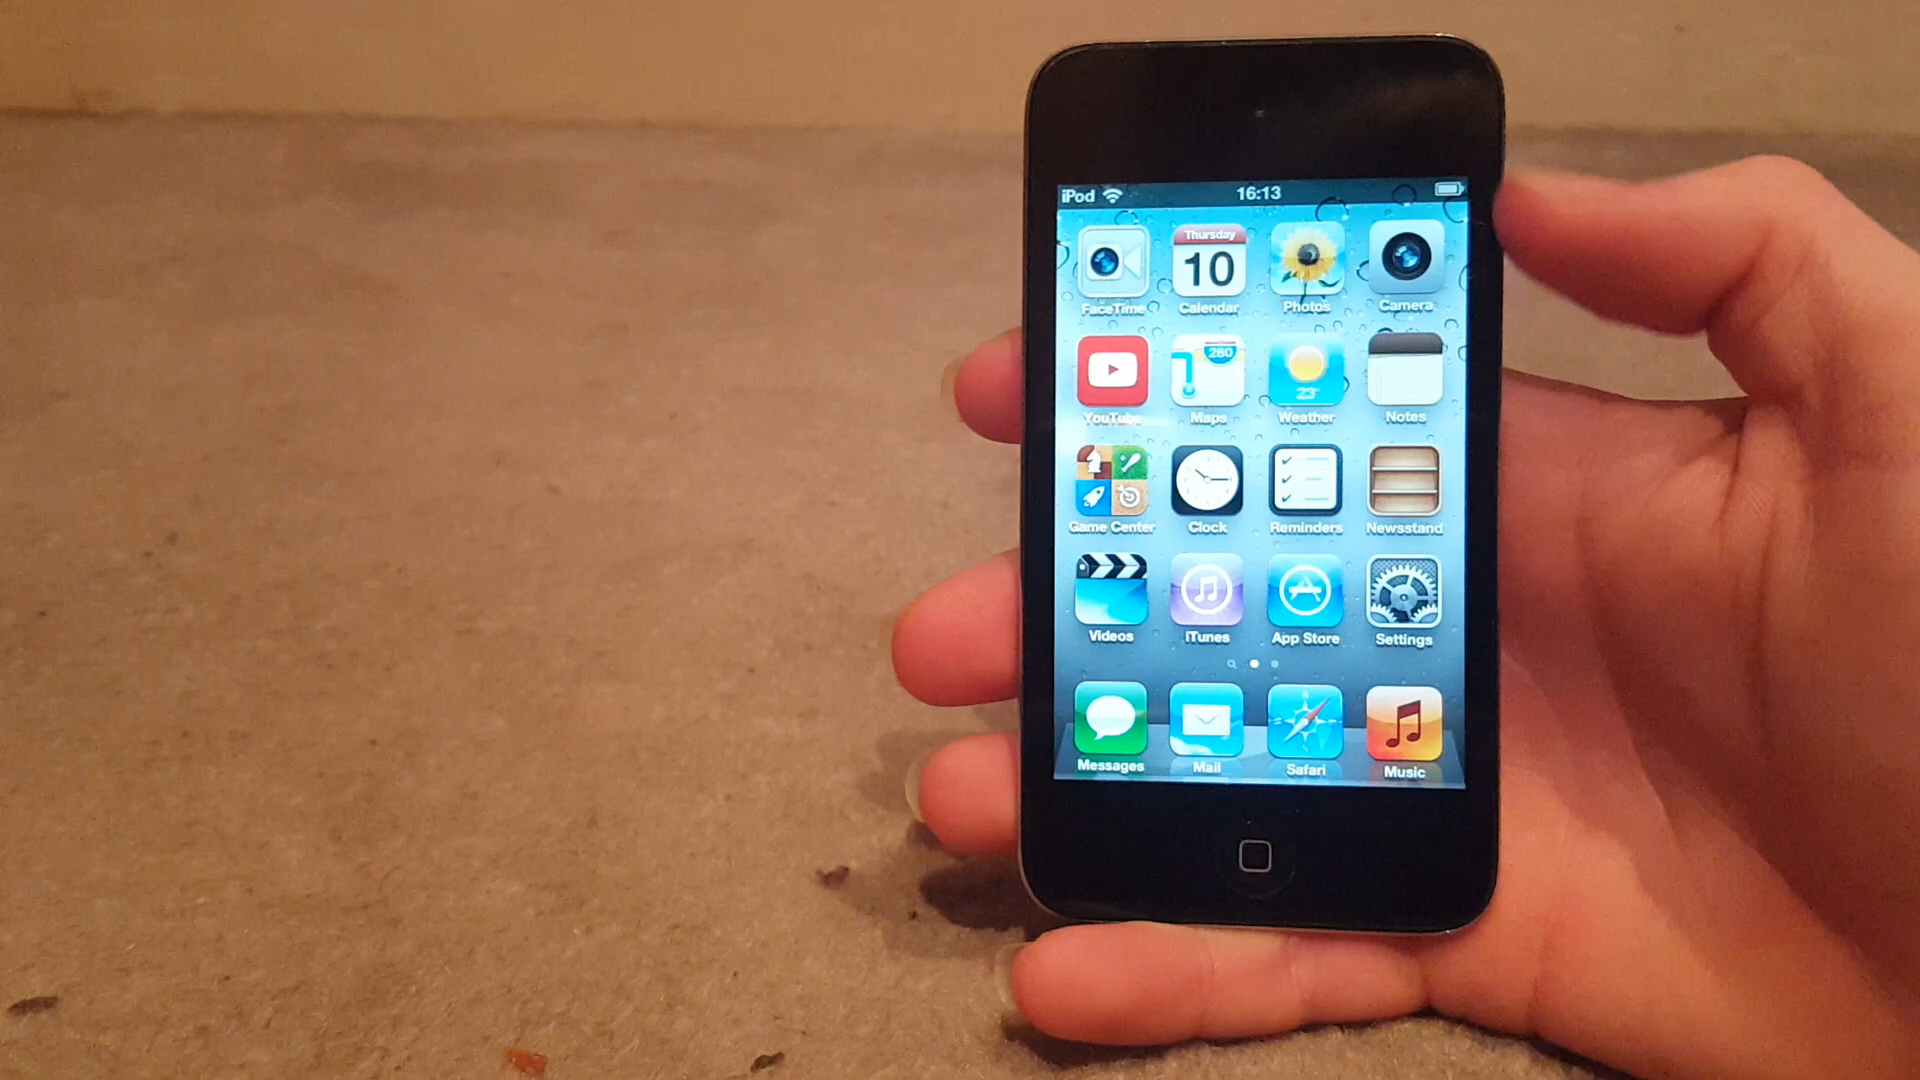 iPod 16:13
Thursday
10
FaceTime Calendar Photos Camera
280
23°
YouTube Maps Weather Notes
Game Center Clock Reminders Newsstand
Videos iTunes App Store Settings
Messages Mail Safari Music